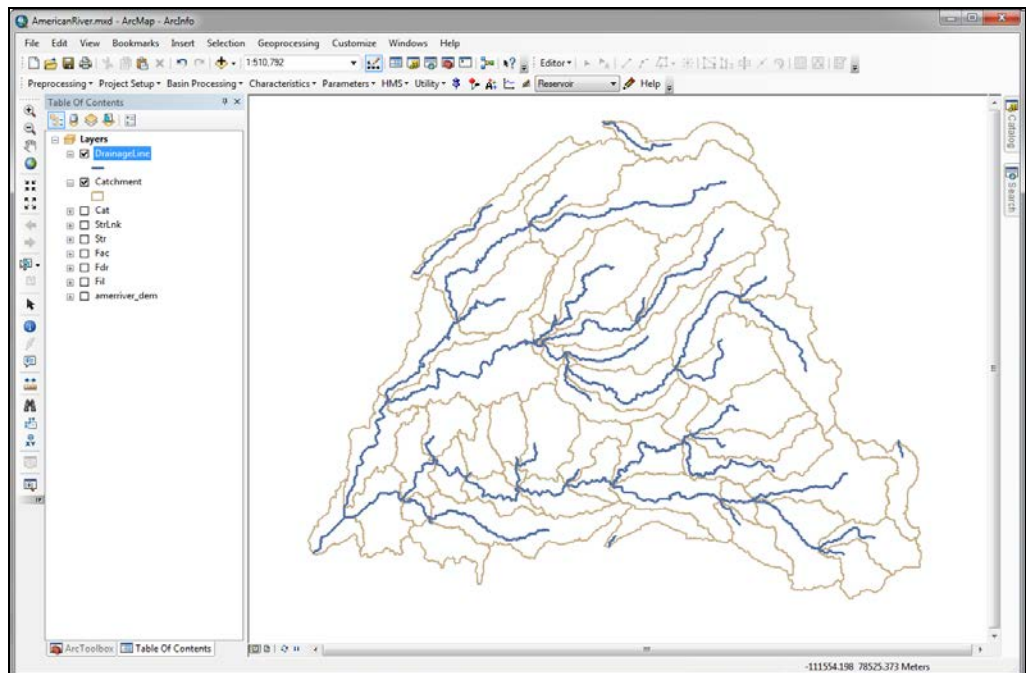 AmericanRiver.mxd - ArcMap - ArcInfo
File Edit View Bookmarks Insert Selection Geoprocessing Customize Windows Help
1:510,792 Editor
Preprocessing Project Setup Basin Processing Characteristics Parameters HMS Utility Reservoir Help
Table Of Contents
Layers
DrainageLine
Catchment
Cat
StrLnk
Str
Fac
Fdr
Fil
amerriver_dem
Catalog
Search
ArcToolbox Table Of Contents
-111554.198 78525.373 Meters